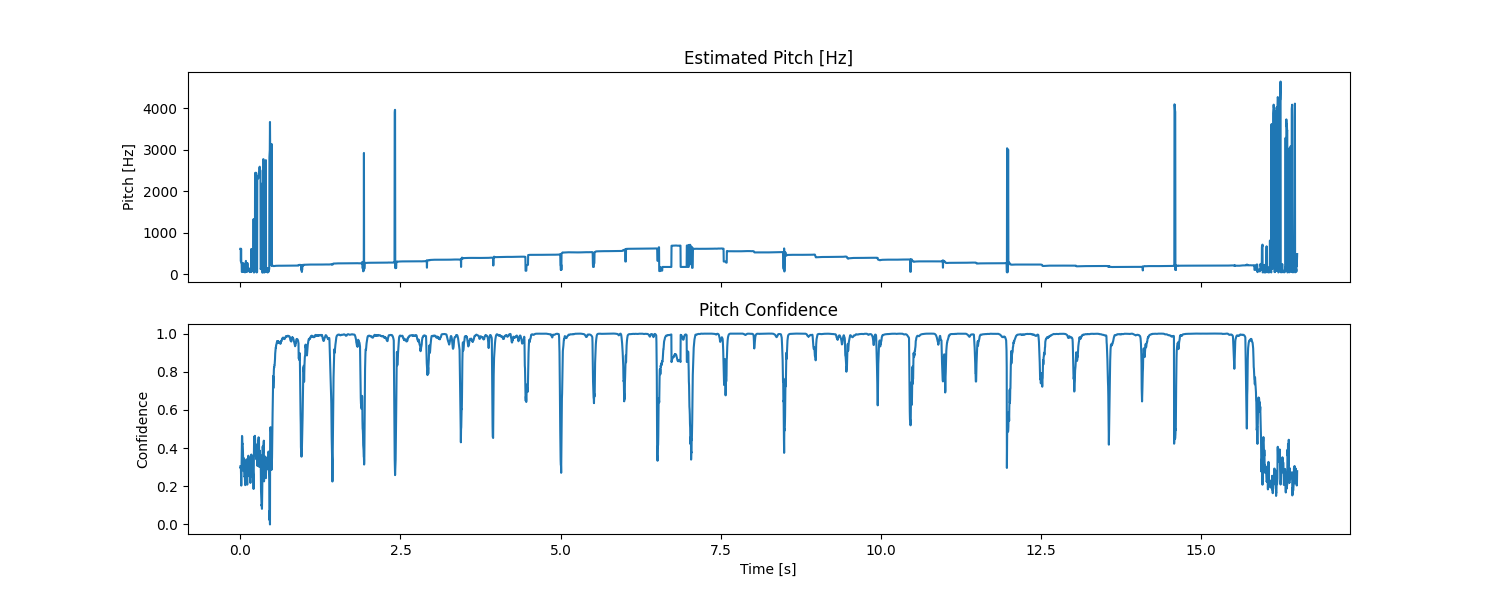 Estimated Pitch [Hz]
Pitch [Hz]
4000
3000
2000
1000
0
Pitch Confidence
Confidence
1.0
0.8
0.6
0.4
0.2
0.0
0.0 2.5 5.0 7.5 10.0 12.5 15.0
Time [s]